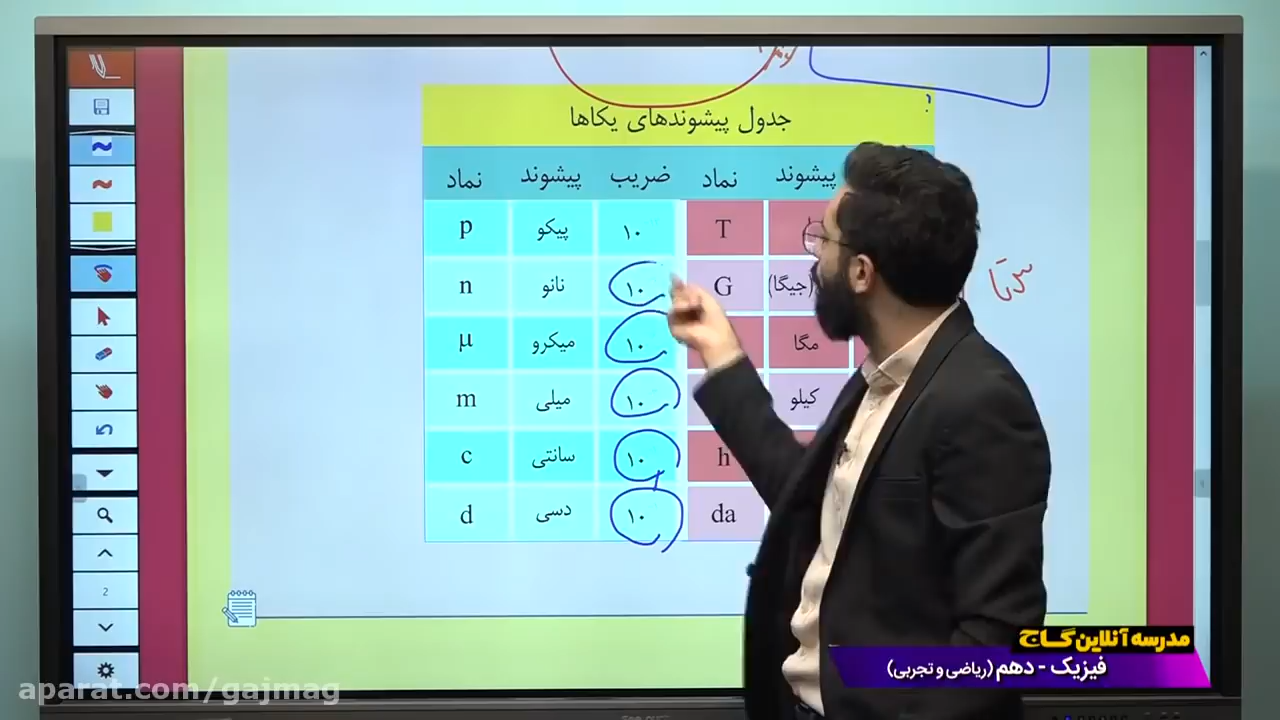 جدول پیشوندهای یکاها
پیشوند نماد ضریب پیشوند نماد
T ۱۰ پیکو p
(جیگا) G ۱۰ نانو n
مگا ۱۰ میکرو μ
کیلو ۱۰ میلی m
h ۱۰ سانتی c
da ۱۰ دسی d
2
مدرسه آنلاین گاج
فیزیک - دهم (ریاضی و تجربی)
aparat.com/gajmag